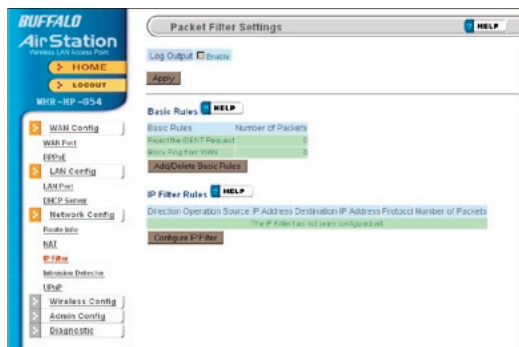 BUFFALO
AirStation
Wireless LAN Access Point
HOME
LOGOUT
WHR-HP-G54
WAN Config
WAN Port
PPPoE
LAN Config
LAN Port
DHCP Server
Network Config
Route Info
NAT
IP Filter
Intrusion Detector
UPnP
Wireless Config
Admin Config
Diagnostic
Packet Filter Settings
HELP
Log Output Enable
Apply
Basic Rules HELP
Basic Rules Number of Packets
Reject the IDENT Request 0
Block Ping from WAN 0
Add/Delete Basic Rules
IP Filter Rules HELP
Direction Operation Source IP Address Destination IP Address Protocol Number of Packets
The IP Filter has not been configured yet.
Configure IP Filter